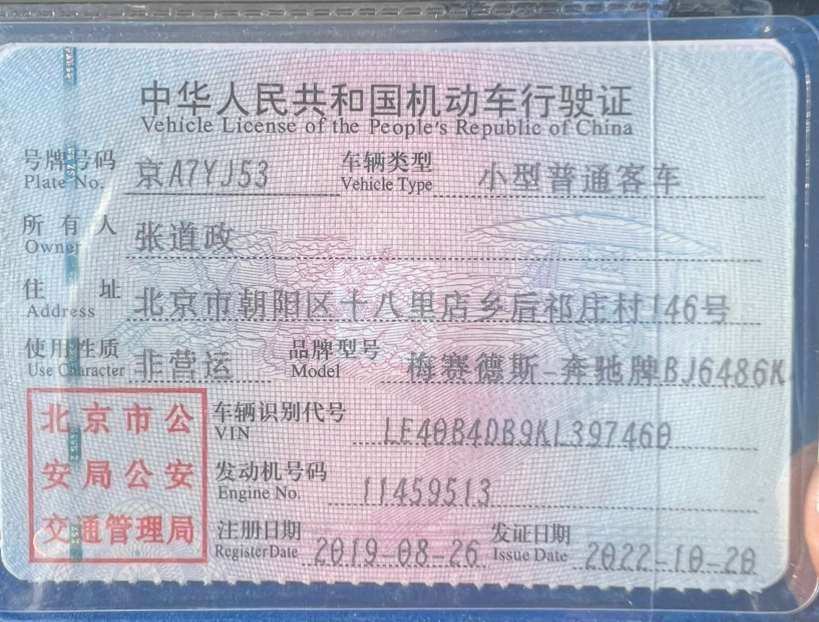 中华人民共和国机动车行驶证
Vehicle License of the People's Republic of China
号牌号码 京A7YJ53 车辆类型 小型普通客车
Plate No. Vehicle Type
所有人 张道政
Owner
住址 北京市朝阳区十八里店乡后祁庄村146号
Address
使用性质 非营运 品牌型号 梅赛德斯-奔驰牌BJ6486K
Use Character Model
北京市公
安局公安
交通管理局
车辆识别代号 LE40B4DB9KL397460
VIN
发动机号码 11459513
Engine No.
注册日期 2019-08-26 发证日期 2022-10-20
Register Date Issue Date